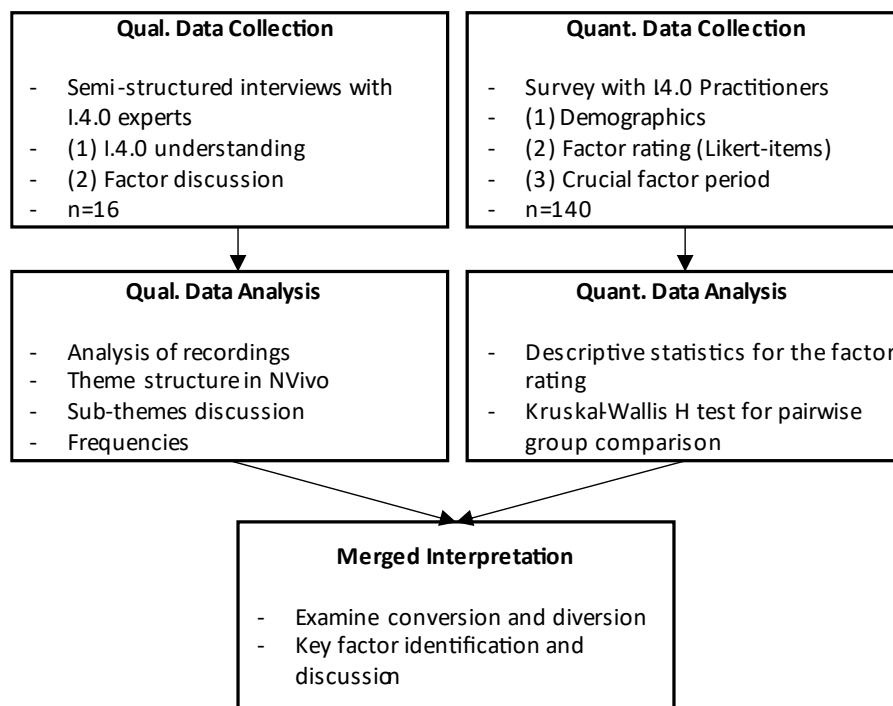 Qual. Data Collection
- Semi-structured interviews with
I.4.0 experts
- (1) I.4.0 understanding
- (2) Factor discussion
- n=16
Quant. Data Collection
- Survey with I.4.0 Practitioners
- (1) Demographics
- (2) Factor rating (Likert-items)
- (3) Crucial factor period
- n=140
Qual. Data Analysis
- Analysis of recordings
- Theme structure in NVivo
- Sub-themes discussion
- Frequencies
Quant. Data Analysis
- Descriptive statistics for the factor
rating
- Kruskal-Wallis H test for pairwise
group comparison
Merged Interpretation
- Examine conversion and diversion
- Key factor identification and
discussion